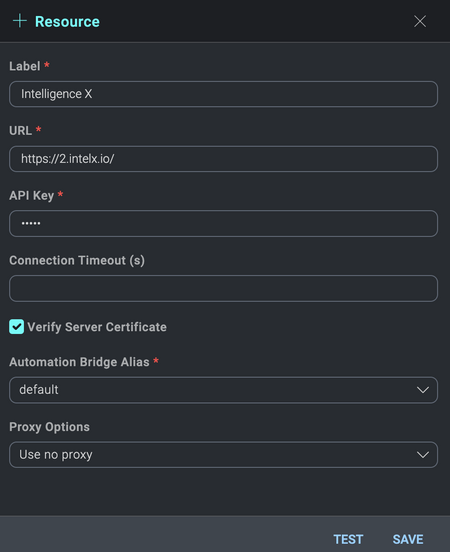 + Resource
Label *
Intelligence X
URL *
https://2.intelx.io/
API Key *
•••••
Connection Timeout (s)
Verify Server Certificate
Automation Bridge Alias *
default
Proxy Options
Use no proxy
TEST SAVE